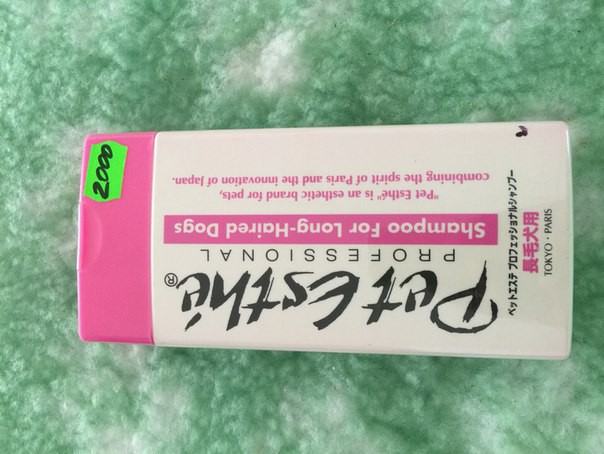 Pet Esthé®
PROFESSIONAL
Shampoo For Long-Haired Dogs
"Pet Esthé" is an esthetic brand for pets,
combining the spirit of Paris and the innovation of Japan.
ペットエステ プロフェッショナルシャンプー
長毛犬用
TOKYO・PARIS
2000